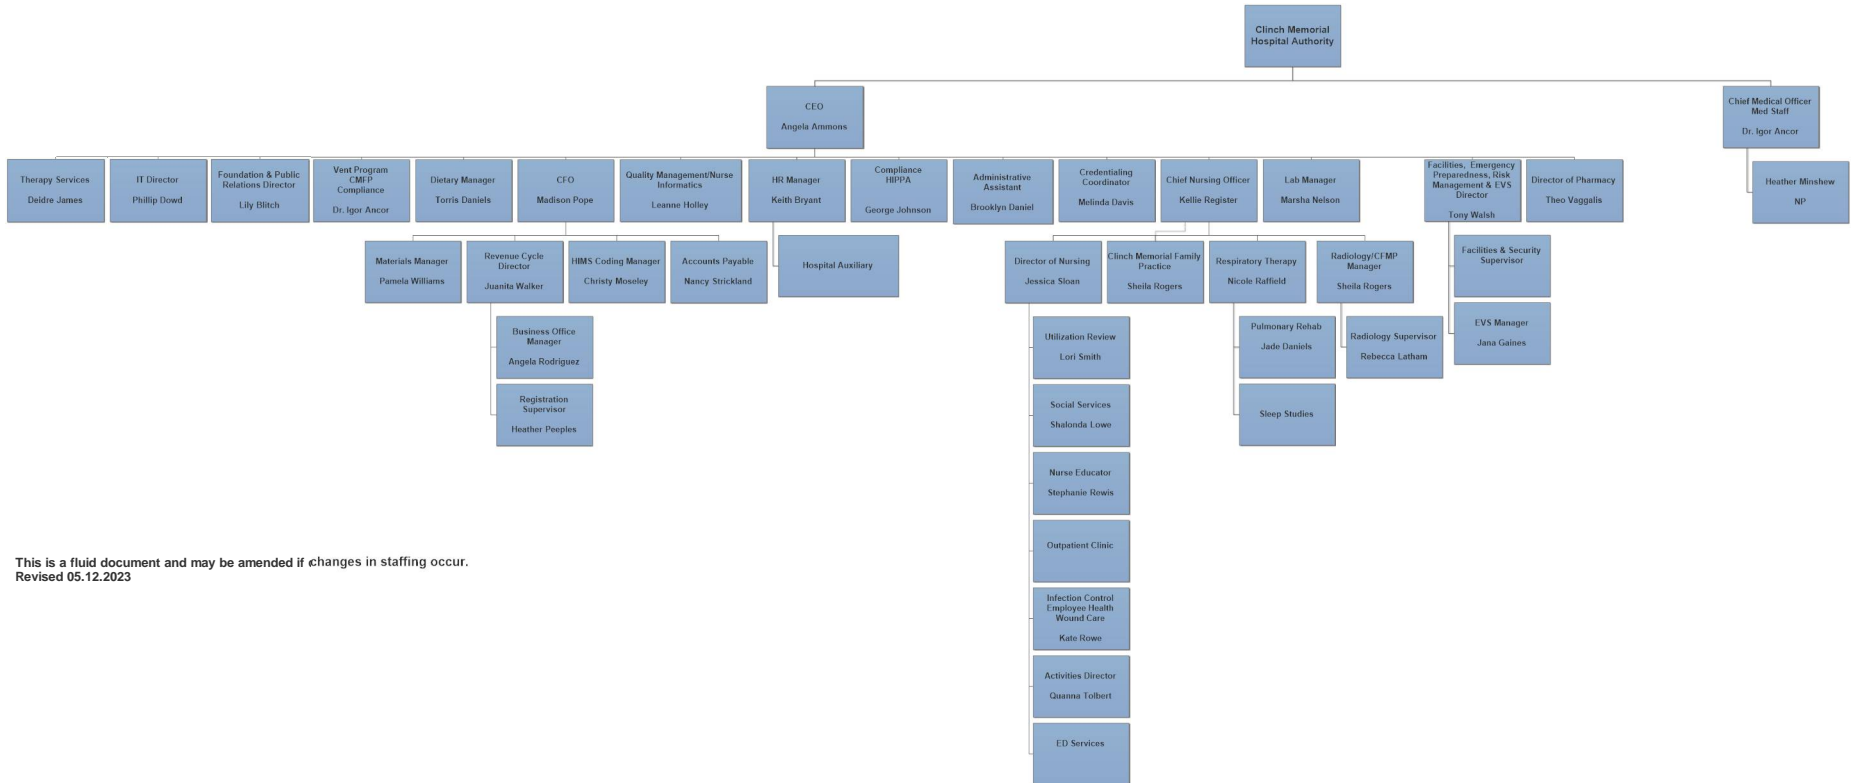 Clinch Memorial
Hospital Authority
CEO
Angela Ammons
Chief Medical Officer
Med Staff
Dr. Igor Ancor
Therapy Services
Deidre James
IT Director
Phillip Dowd
Foundation & Public
Relations Director
Lily Blitch
Vent Program
CMFP
Compliance
Dr. Igor Ancor
Dietary Manager
Torris Daniels
CFO
Madison Pope
Quality Management/Nurse
Informatics
Leanne Holley
HR Manager
Keith Bryant
Compliance
HIPPA
George Johnson
Administrative
Assistant
Brooklyn Daniel
Credentialing
Coordinator
Melinda Davis
Chief Nursing Officer
Kellie Register
Lab Manager
Marsha Nelson
Facilities, Emergency
Preparedness, Risk
Management & EVS
Director
Tony Walsh
Director of Pharmacy
Theo Vaggalis
Heather Minshew
NP
Materials Manager
Pamela Williams
Revenue Cycle
Director
Juanita Walker
HIMS Coding Manager
Christy Moseley
Accounts Payable
Nancy Strickland
Hospital Auxiliary
Director of Nursing
Jessica Sloan
Clinch Memorial Family
Practice
Sheila Rogers
Respiratory Therapy
Nicole Raffield
Radiology/CFMP
Manager
Sheila Rogers
Facilities & Security
Supervisor
EVS Manager
Jana Gaines
Business Office
Manager
Angela Rodriguez
Registration
Supervisor
Heather Peeples
Utilization Review
Lori Smith
Social Services
Shalonda Lowe
Nurse Educator
Stephanie Rewis
Outpatient Clinic
Infection Control
Employee Health
Wound Care
Kate Rowe
Activities Director
Quanna Tolbert
ED Services
Pulmonary Rehab
Jade Daniels
Sleep Studies
Radiology Supervisor
Rebecca Latham
This is a fluid document and may be amended if changes in staffing occur.
Revised 05.12.2023